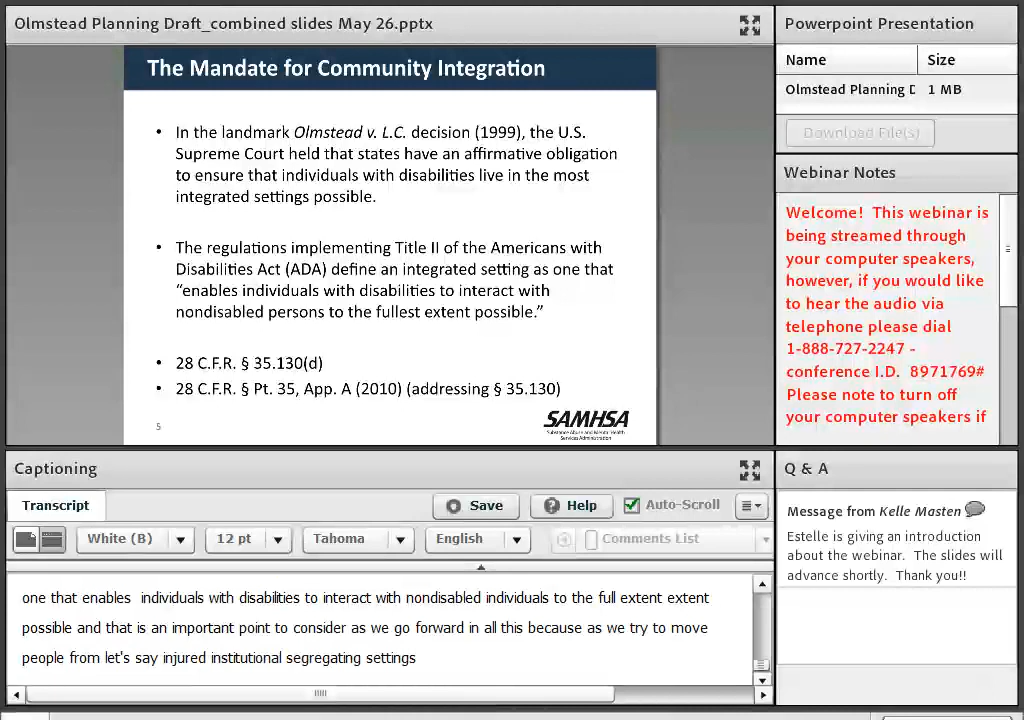 Olmstead Planning Draft_combined slides May 26.pptx
The Mandate for Community Integration
• In the landmark Olmstead v. L.C. decision (1999), the U.S.
Supreme Court held that states have an affirmative obligation
to ensure that individuals with disabilities live in the most
integrated settings possible.
• The regulations implementing Title II of the Americans with
Disabilities Act (ADA) define an integrated setting as one that
“enables individuals with disabilities to interact with
nondisabled persons to the fullest extent possible.”
• 28 C.F.R. § 35.130(d)
• 28 C.F.R. § Pt. 35, App. A (2010) (addressing § 35.130)
5
SAMHSA
Substance Abuse and Mental Health
Services Administration
Powerpoint Presentation
Name Size
Olmstead Planning D 1 MB
Download File(s)
Webinar Notes
Welcome! This webinar is
being streamed through
your computer speakers,
however, if you would like
to hear the audio via
telephone please dial
1-888-727-2247 -
conference I.D. 8971769#
Please note to turn off
your computer speakers if
Captioning
Transcript Save Help Auto-Scroll
White (B) 12 pt Tahoma English Comments List
one that enables individuals with disabilities to interact with nondisabled individuals to the full extent extent
possible and that is an important point to consider as we go forward in all this because as we try to move
people from let's say injured institutional segregating settings
Q & A
Message from Kelle Masten
Estelle is giving an introduction
about the webinar. The slides will
advance shortly. Thank you!!